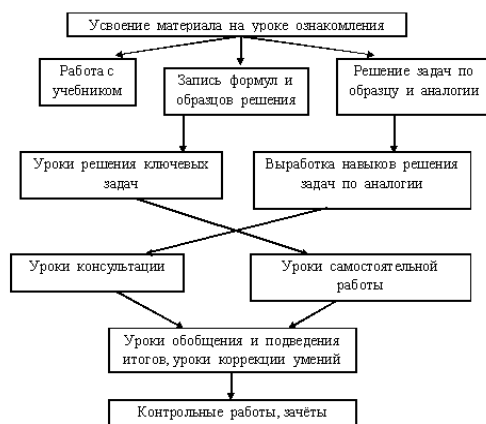 Усвоение материала на уроке ознакомления
Работа с
учебником
Запись формул и
образцов решения
Решение задач по
образцу и аналогии
Уроки решения ключевых
задач
Выработка навыков решения
задач по аналогии
Уроки консультации
Уроки самостоятельной
работы
Уроки обобщения и подведения
итогов, уроки коррекции умений
Контрольные работы, зачёты